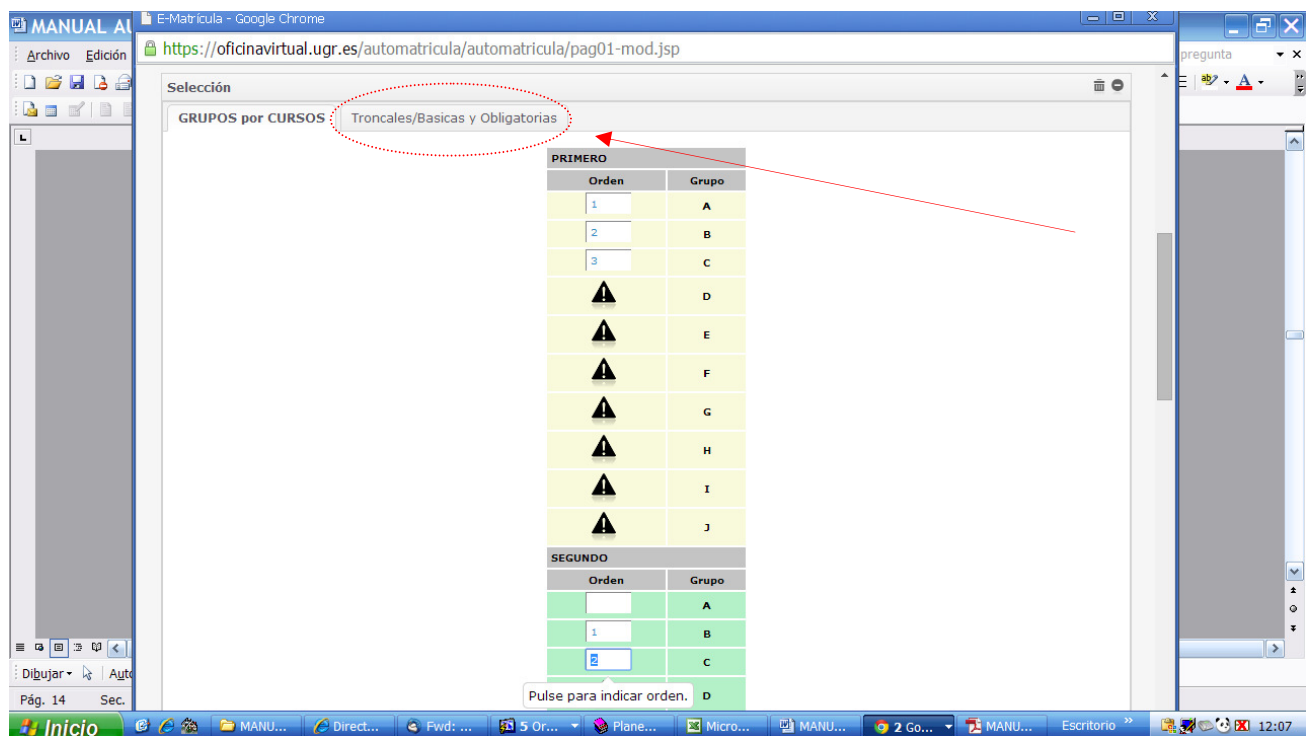 MANUAL AU
E-Matrícula - Google Chrome
Archivo Edición
https://oficinavirtual.ugr.es/automatricula/automatricula/pag01-mod.jsp
pregunta
Selección
GRUPOS por CURSOS Troncales/Basicas y Obligatorias
PRIMERO
Orden Grupo
1 A
2 B
3 C
D
E
F
G
H
I
J
SEGUNDO
Orden Grupo
A
1 B
2 C
D
Pulse para indicar orden.
Dibujar Auto
Pág. 14 Sec.
Inicio MANU... Direct... Fwd: ... 5 Or... Plane... Micro... MANU... 2 Go... MANU... Escritorio » 12:07